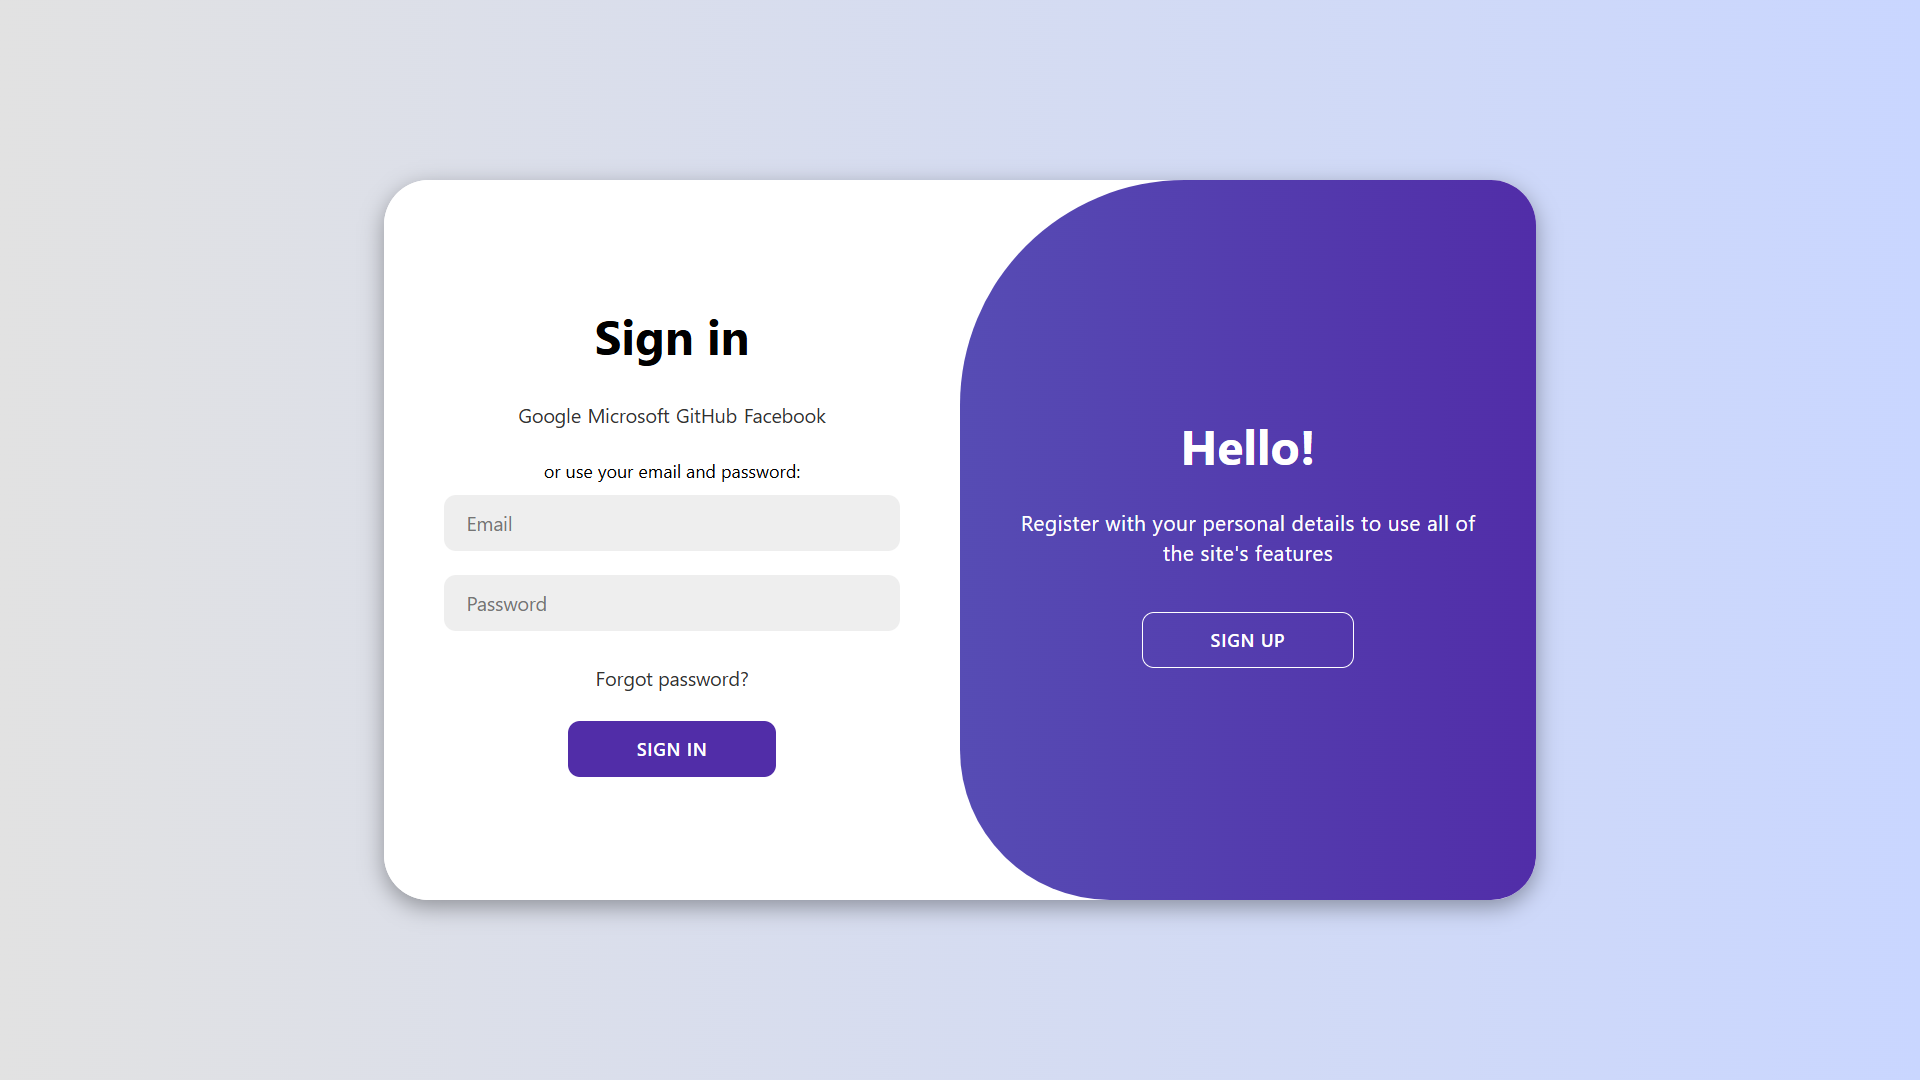 Sign in
Google Microsoft GitHub Facebook
or use your email and password:
Email
Password
Forgot password?
SIGN IN
Hello!
Register with your personal details to use all of
the site's features
SIGN UP